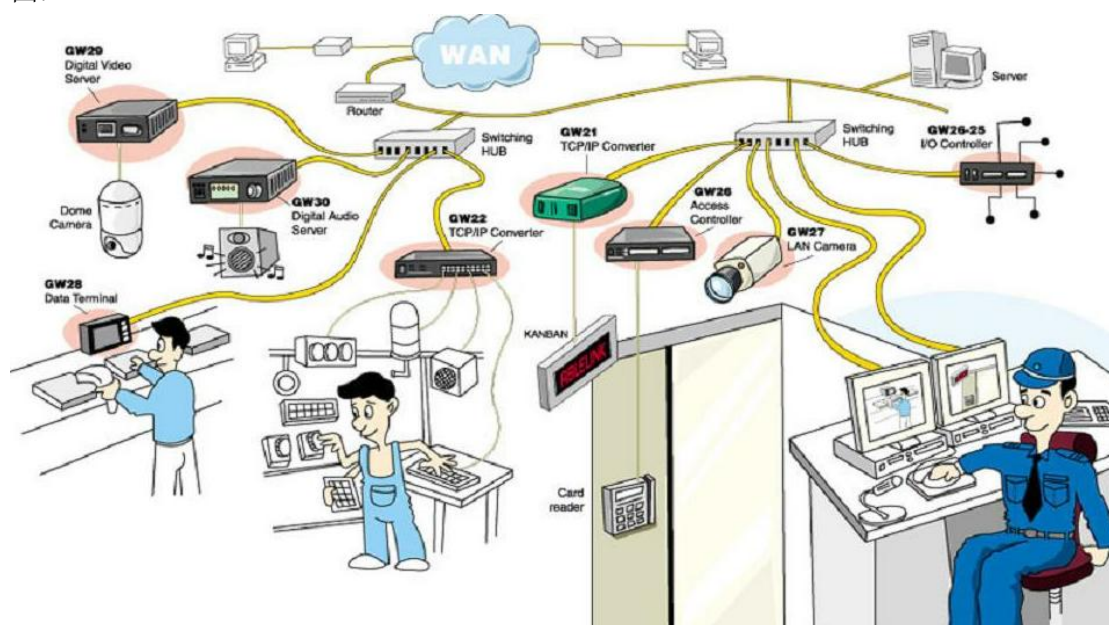 WAN
GW29
Digital Video
Server
Router
Server
Switching
HUB
GW21
TCP/IP Converter
Switching
HUB
GW26-25
I/O Controller
Dome
Camera
GW30
Digital Audio
Server
GW22
TCP/IP Converter
GW26
Access
Controller
GW27
LAN Camera
GW28
Data Terminal
KANBAN
Card
reader